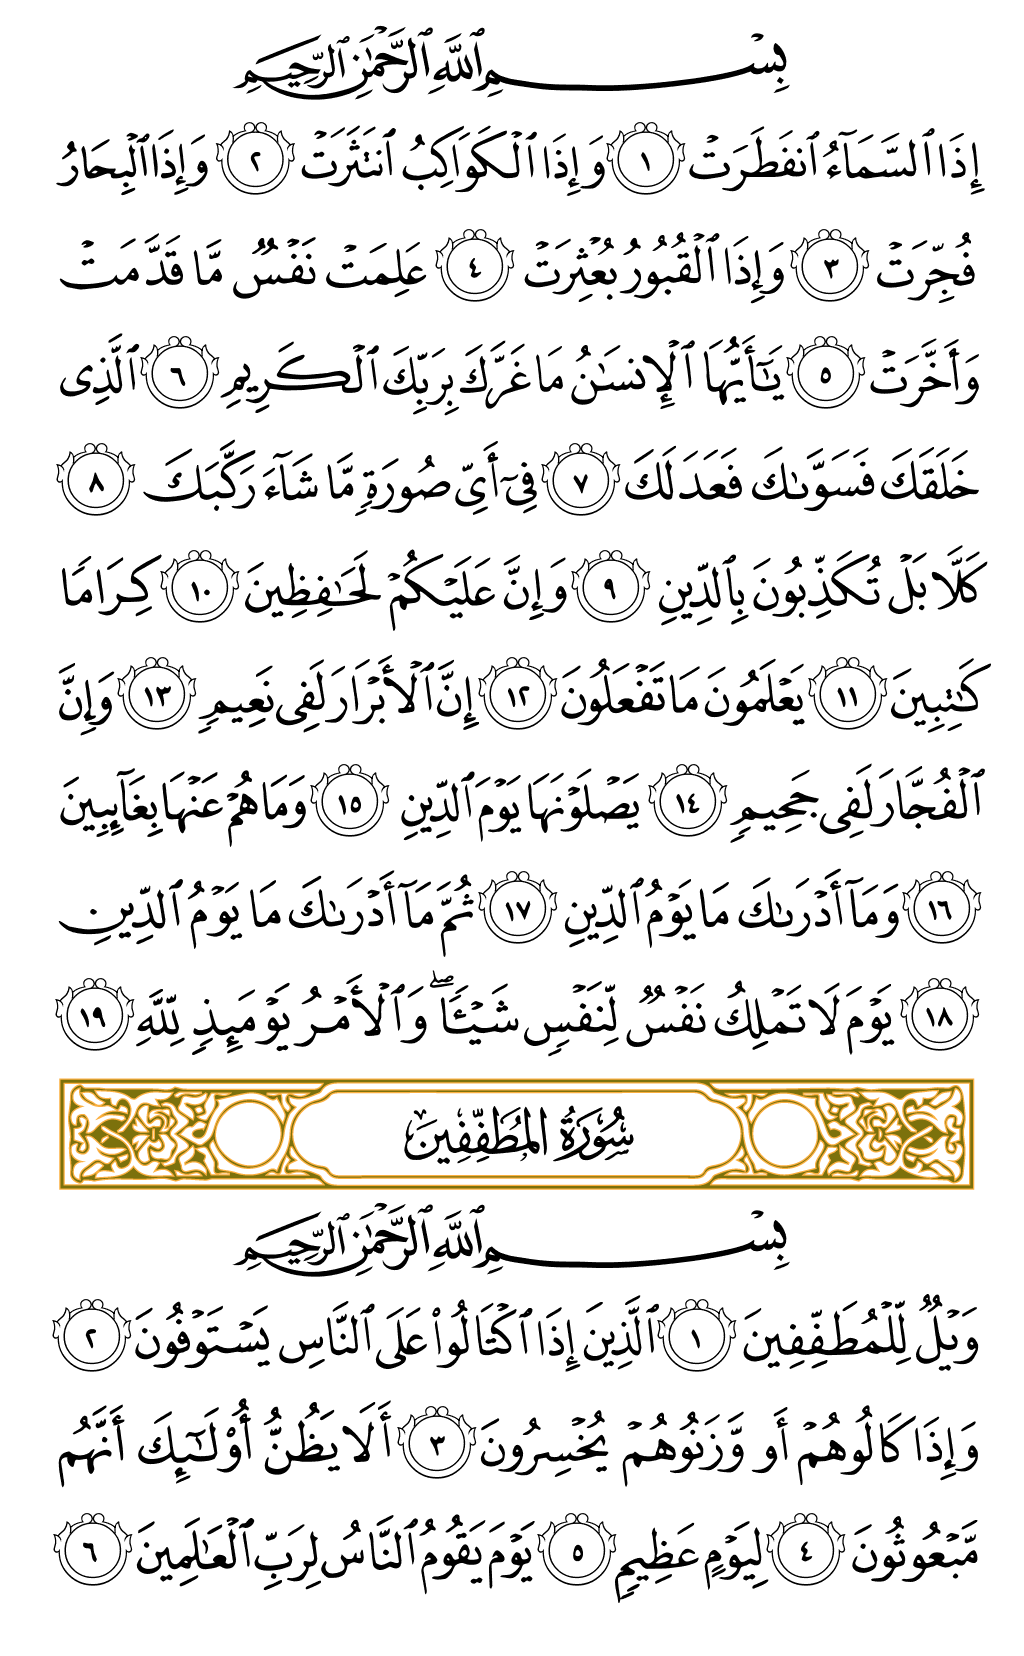 بِسْمِ ٱللَّهِ ٱلرَّحْمَٰنِ ٱلرَّحِيمِ
إِذَا ٱلسَّمَآءُ ٱنفَطَرَتْ ١ وَإِذَا ٱلْكَوَاكِبُ ٱنتَثَرَتْ ٢ وَإِذَا ٱلْبِحَارُ
فُجِّرَتْ ٣ وَإِذَا ٱلْقُبُورُ بُعْثِرَتْ ٤ عَلِمَتْ نَفْسٌ مَّا قَدَّمَتْ
وَأَخَّرَتْ ٥ يَٰٓأَيُّهَا ٱلْإِنسَٰنُ مَا غَرَّكَ بِرَبِّكَ ٱلْكَرِيمِ ٦ ٱلَّذِى
خَلَقَكَ فَسَوَّىٰكَ فَعَدَلَكَ ٧ فِىٓ أَىِّ صُورَةٍ مَّا شَآءَ رَكَّبَكَ ٨
كَلَّا بَلْ تُكَذِّبُونَ بِٱلدِّينِ ٩ وَإِنَّ عَلَيْكُمْ لَحَٰفِظِينَ ١٠ كِرَامًا
كَٰتِبِينَ ١١ يَعْلَمُونَ مَا تَفْعَلُونَ ١٢ إِنَّ ٱلْأَبْرَارَ لَفِى نَعِيمٍ ١٣ وَإِنَّ
ٱلْفُجَّارَ لَفِى جَحِيمٍ ١٤ يَصْلَوْنَهَا يَوْمَ ٱلدِّينِ ١٥ وَمَا هُمْ عَنْهَا بِغَآئِبِينَ
١٦ وَمَآ أَدْرَىٰكَ مَا يَوْمُ ٱلدِّينِ ١٧ ثُمَّ مَآ أَدْرَىٰكَ مَا يَوْمُ ٱلدِّينِ
١٨ يَوْمَ لَا تَمْلِكُ نَفْسٌ لِّنَفْسٍ شَيْـًٔا ۖ وَٱلْأَمْرُ يَوْمَئِذٍ لِّلَّهِ ١٩
سُورَةُ المُطَفِّفِينَ
بِسْمِ ٱللَّهِ ٱلرَّحْمَٰنِ ٱلرَّحِيمِ
وَيْلٌ لِّلْمُطَفِّفِينَ ١ ٱلَّذِينَ إِذَا ٱكْتَالُوا۟ عَلَى ٱلنَّاسِ يَسْتَوْفُونَ ٢
وَإِذَا كَالُوهُمْ أَو وَّزَنُوهُمْ يُخْسِرُونَ ٣ أَلَا يَظُنُّ أُو۟لَٰٓئِكَ أَنَّهُم
مَّبْعُوثُونَ ٤ لِيَوْمٍ عَظِيمٍ ٥ يَوْمَ يَقُومُ ٱلنَّاسُ لِرَبِّ ٱلْعَٰلَمِينَ ٦